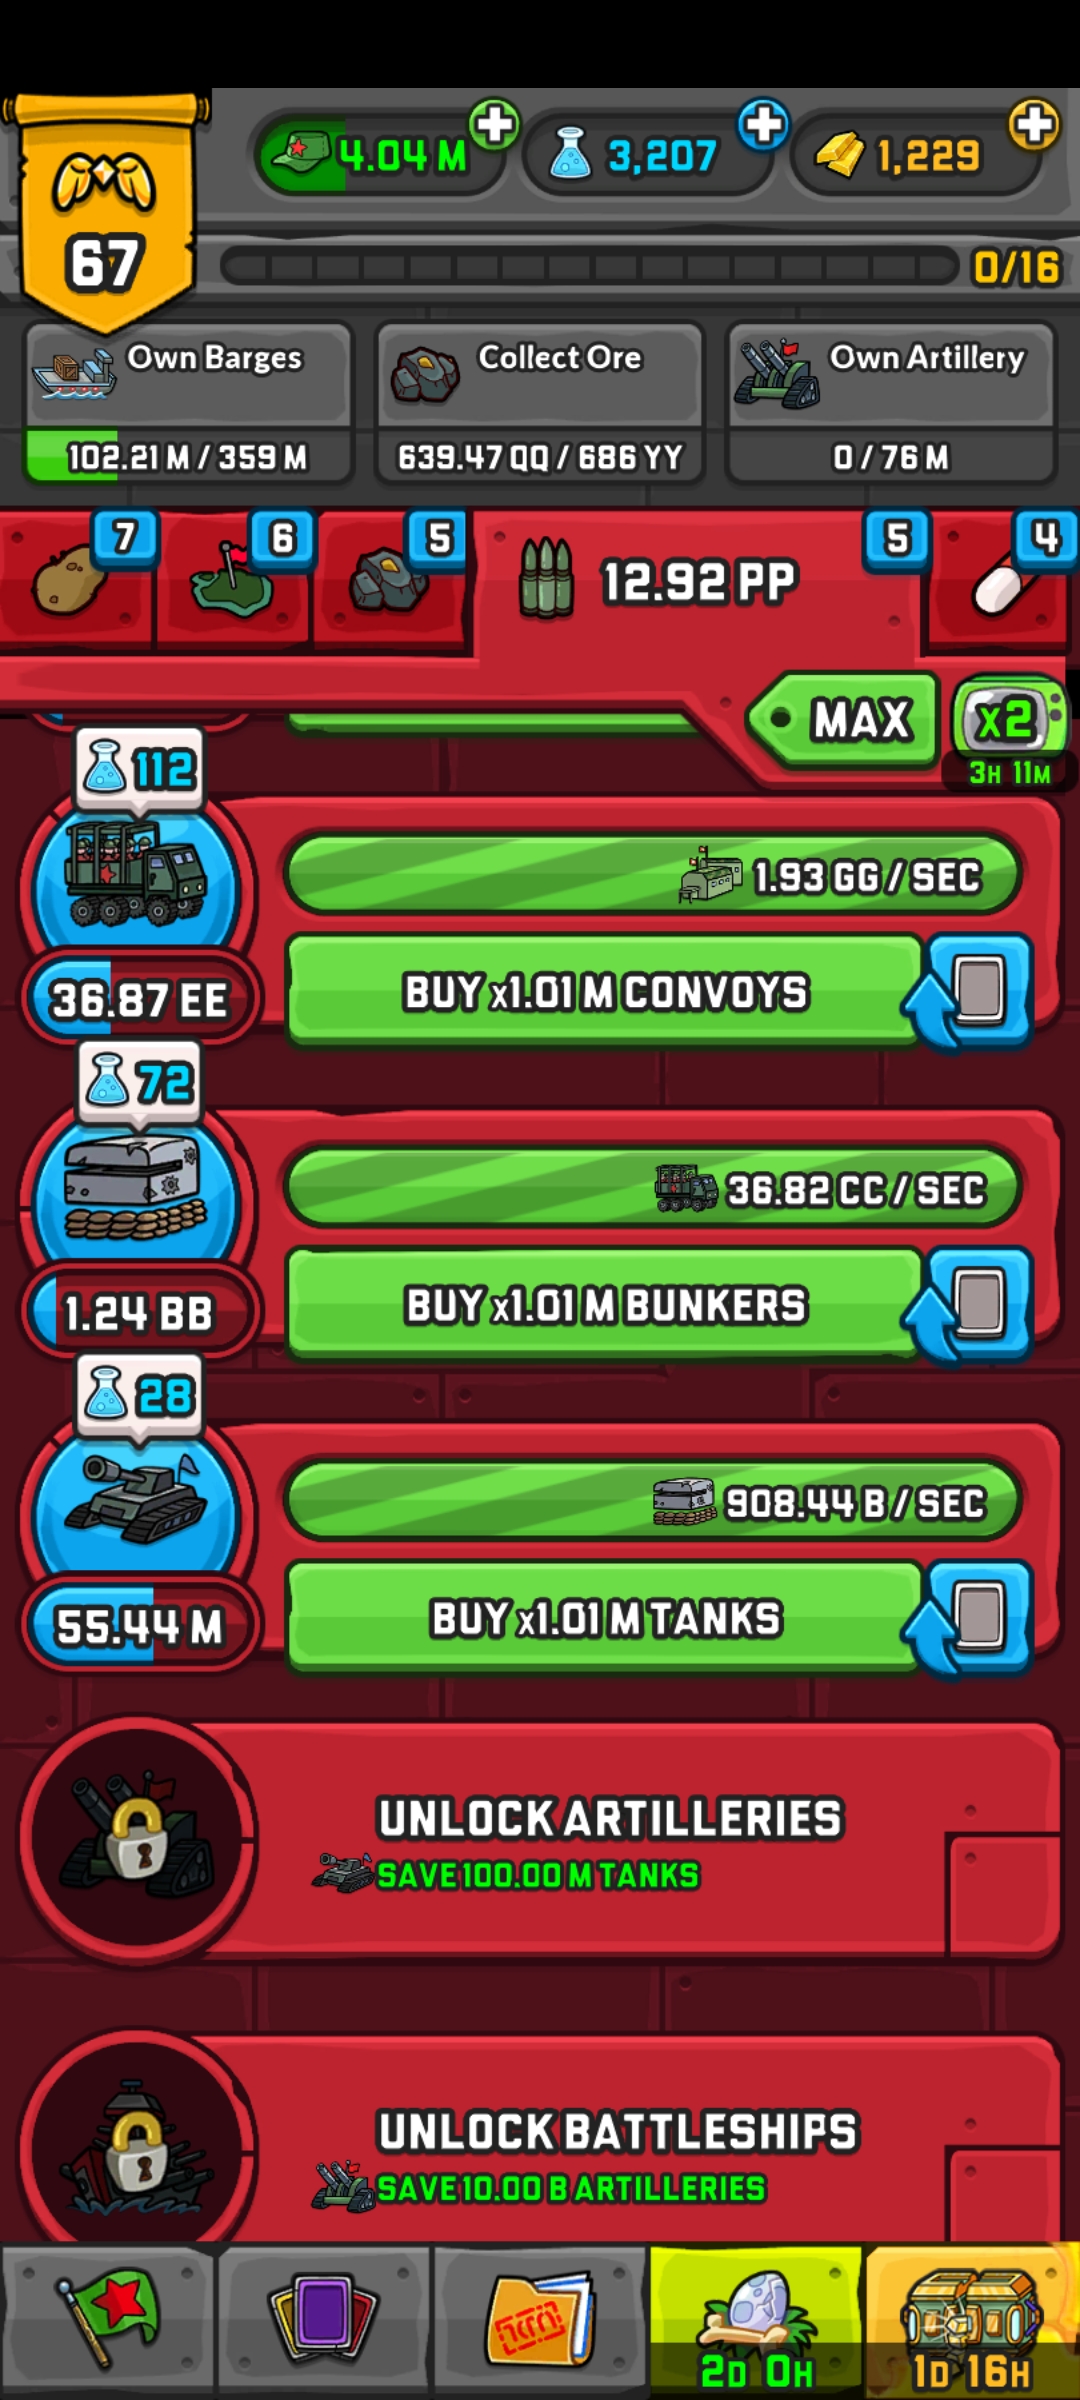 4.04 M
3,207
1,229
67
0/16
Own Barges
102.21 M / 359 M
Collect Ore
639.47 QQ / 686 YY
Own Artillery
0 / 76 M
7
6
5
12.92 PP
5
4
MAX
x2
3H 11M
112
1.93 GG / SEC
36.87 EE
BUY x1.01 M CONVOYS
72
36.82 CC / SEC
1.24 BB
BUY x1.01 M BUNKERS
28
908.44 B / SEC
55.44 M
BUY x1.01 M TANKS
UNLOCK ARTILLERIES
SAVE 100.00 M TANKS
UNLOCK BATTLESHIPS
SAVE 10.00 B ARTILLERIES
2D 0H
1D 16H